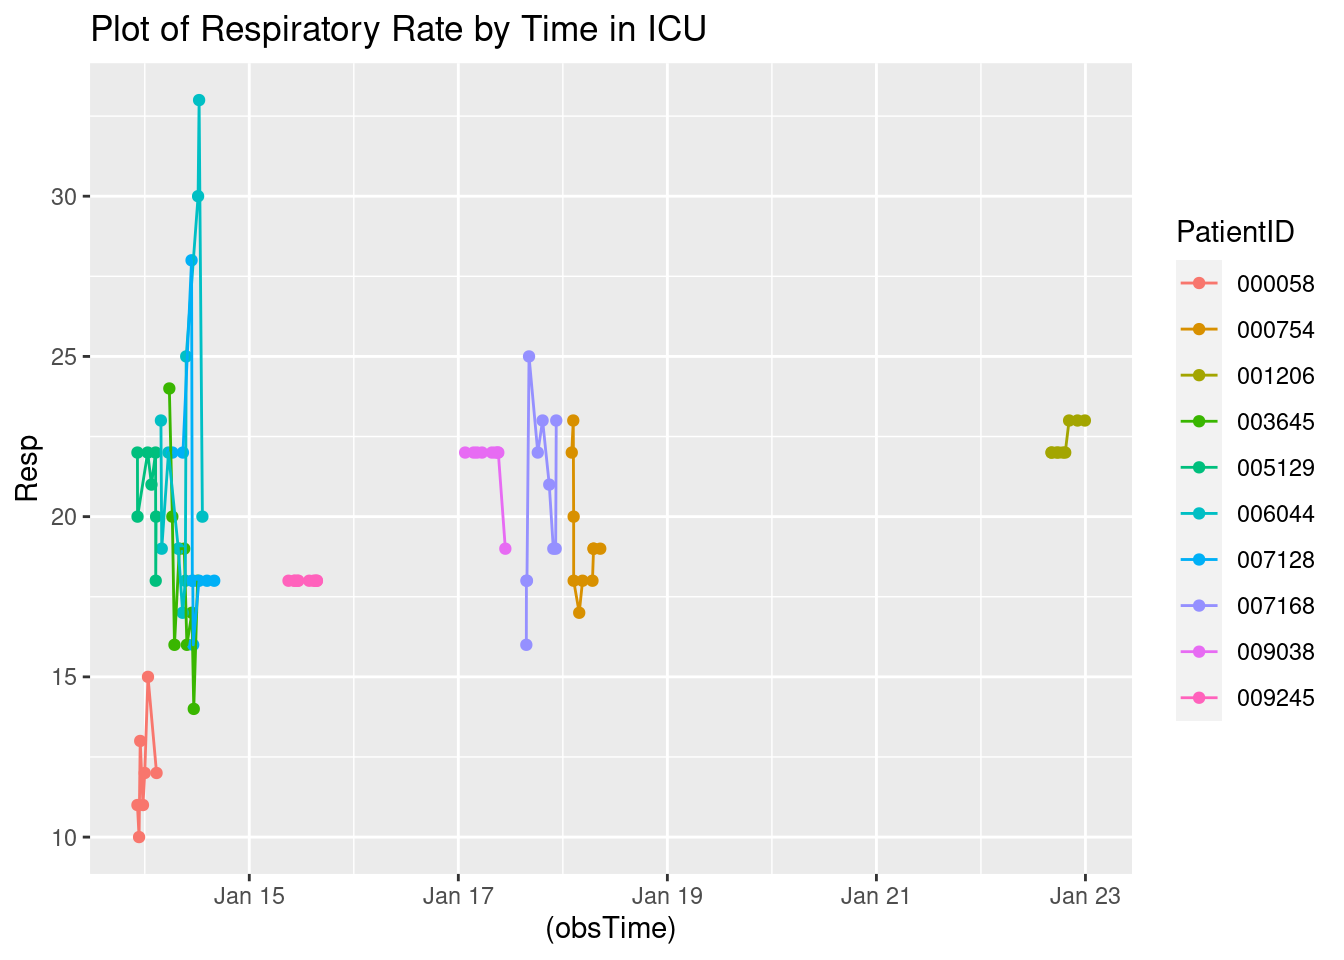 Plot of Respiratory Rate by Time in ICU
Resp
30
25
20
15
10
Jan 15
Jan 17
Jan 19
Jan 21
Jan 23
(obsTime)
PatientID
000058
000754
001206
003645
005129
006044
007128
007168
009038
009245